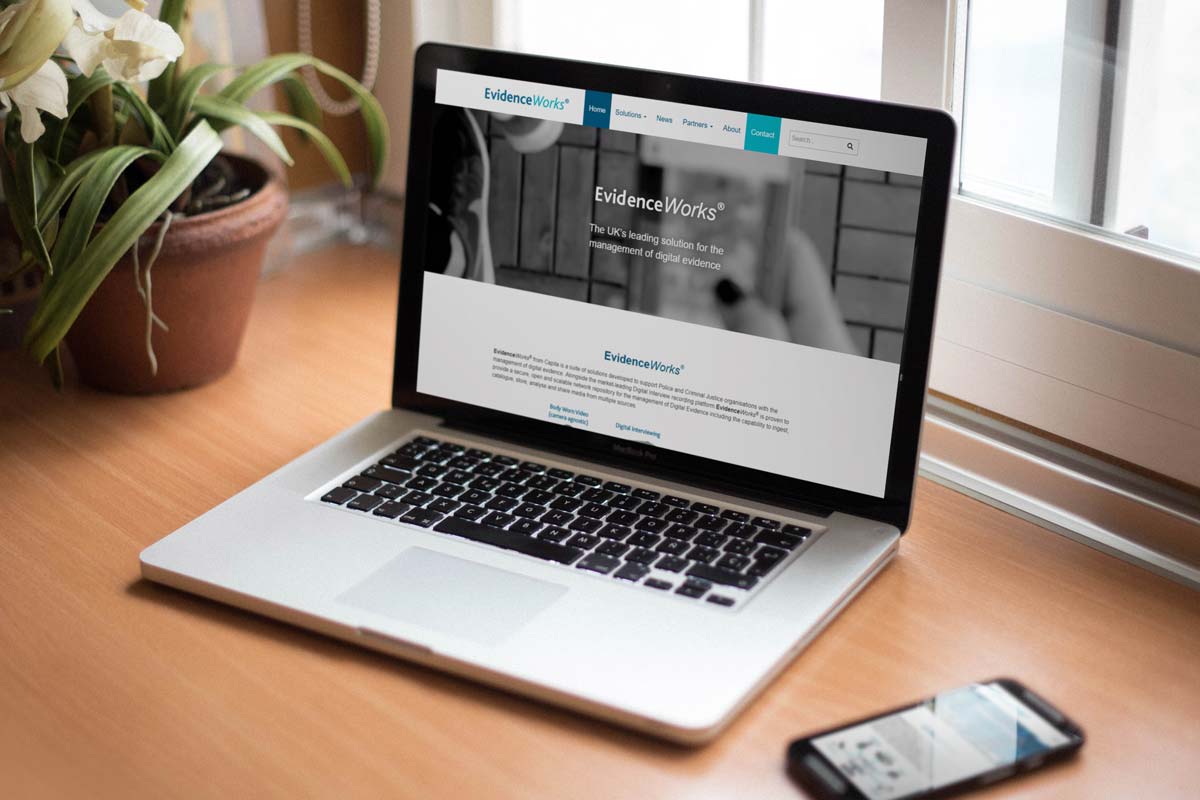 EvidenceWorks®
Home
Solutions
News
Partners
About
Contact
Search...
EvidenceWorks®
The UK's leading solution for the
management of digital evidence
EvidenceWorks®
EvidenceWorks® from Capita is a suite of solutions developed to support Police and Criminal Justice organisations with the
management of digital evidence. Alongside the market-leading Digital interview recording platform EvidenceWorks® is proven to
provide a secure, open and scalable network repository for the management of Digital Evidence including the capability to ingest,
catalogue, store, analyse and share media from multiple sources.
Body Worn Video
(camera agnostic)
Digital Interviewing
MacBook Pro